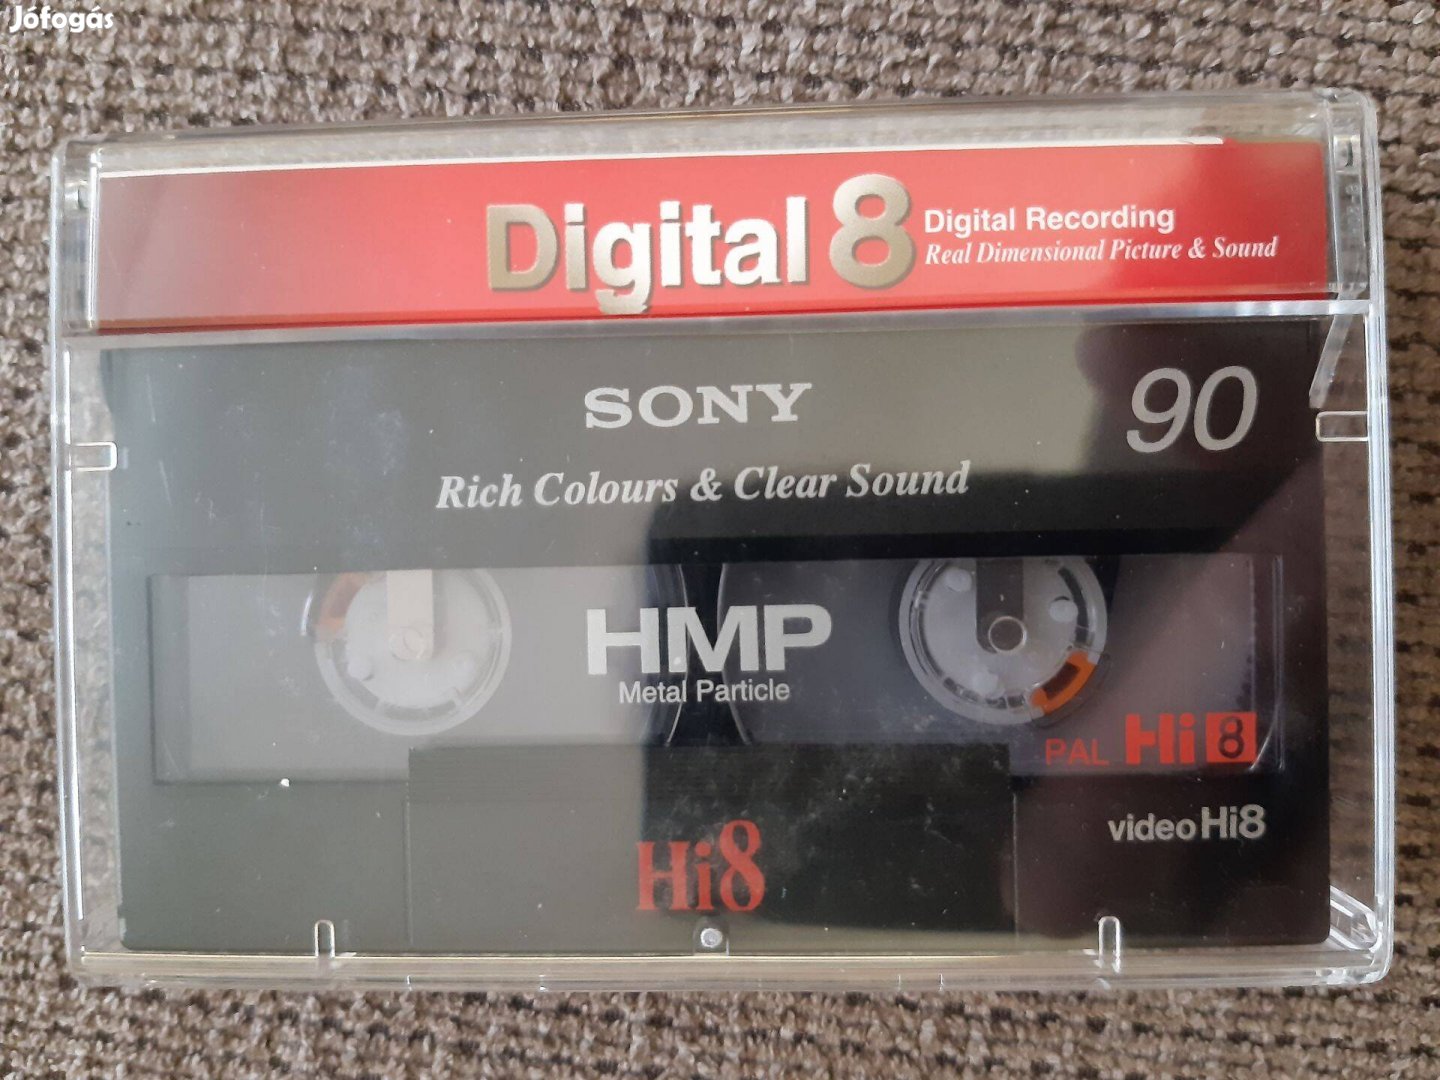 Jófogás
Digital 8
Digital Recording
Real Dimensional Picture & Sound
SONY
90
Rich Colours & Clear Sound
HMP
Metal Particle
PAL Hi8
video Hi8
Hi8